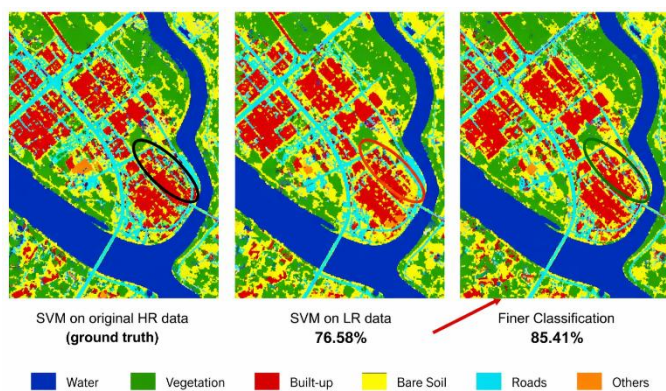 SVM on original HR data
(ground truth)
SVM on LR data
76.58%
Finer Classification
85.41%
Water
Vegetation
Built-up
Bare Soil
Roads
Others